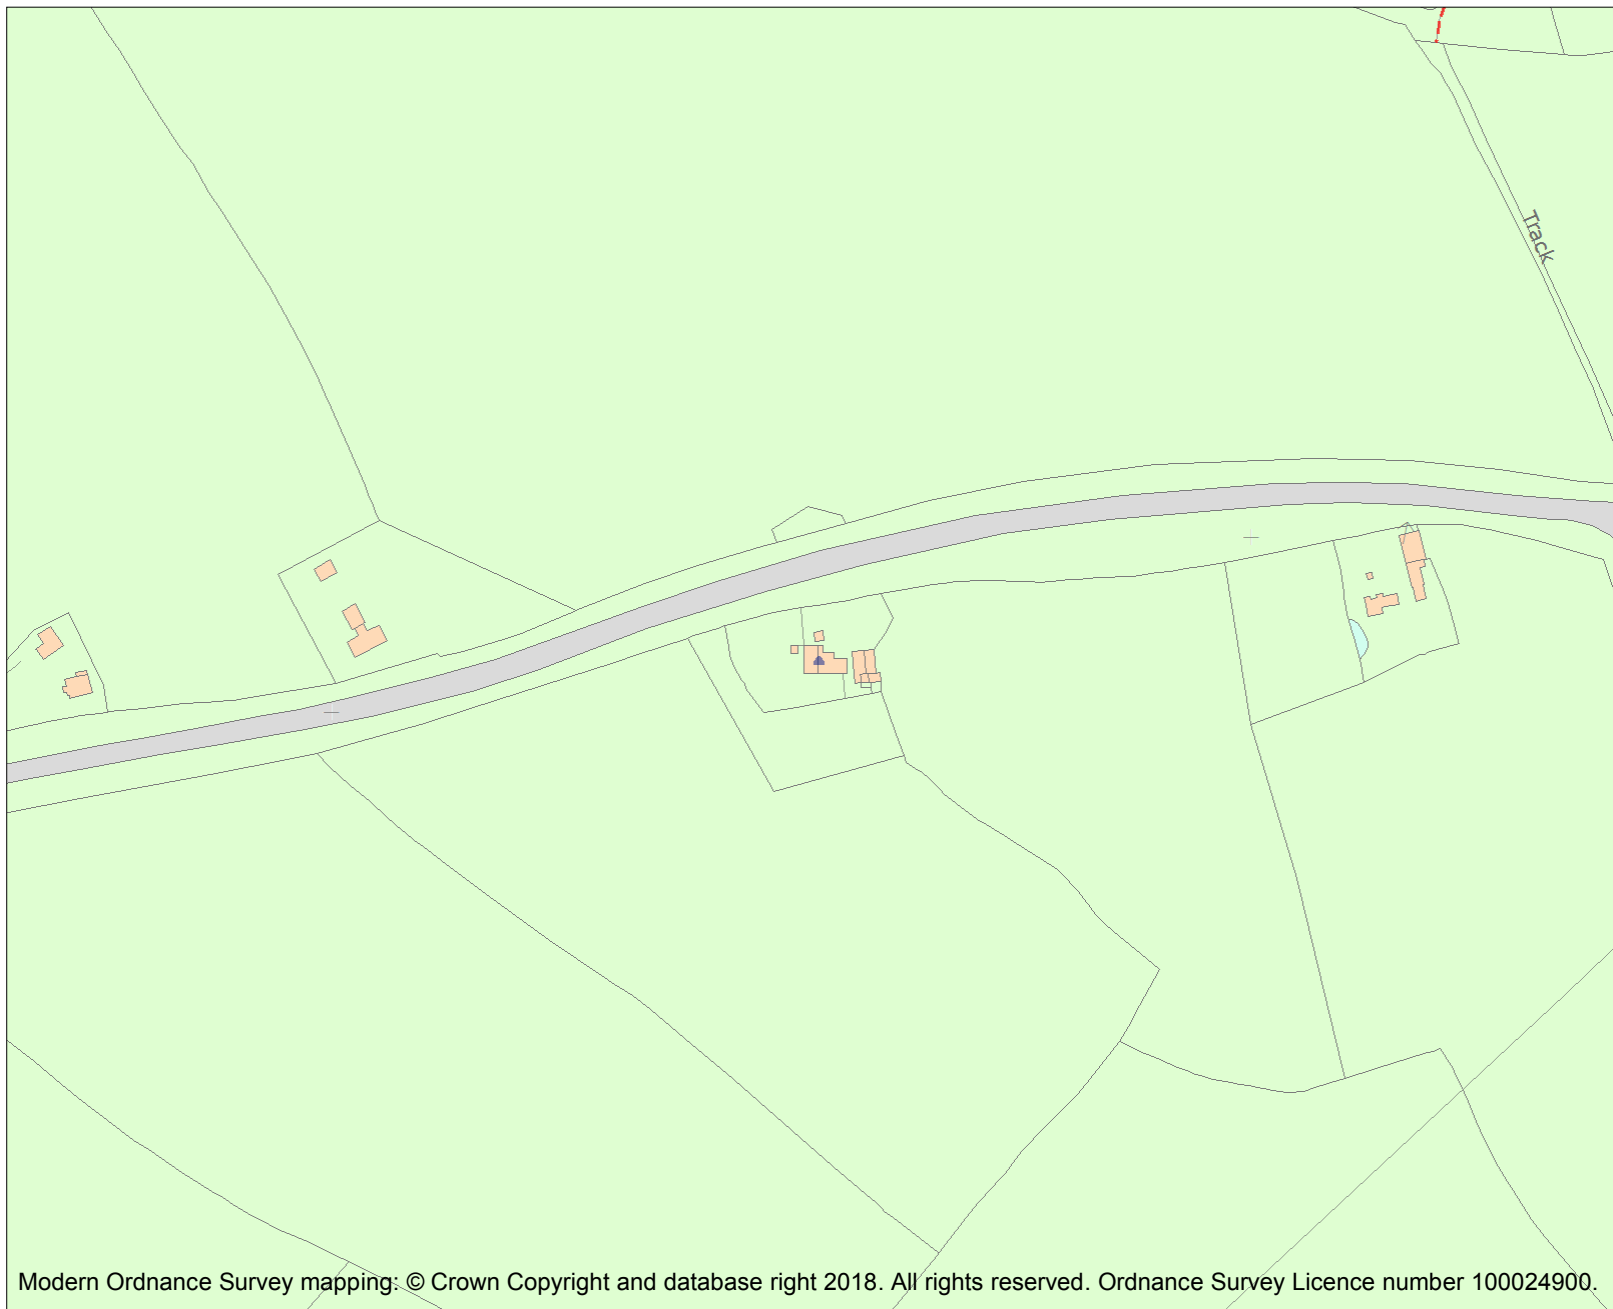 Track
Modern Ordnance Survey mapping: © Crown Copyright and database right 2018. All rights reserved. Ordnance Survey Licence number 100024900.